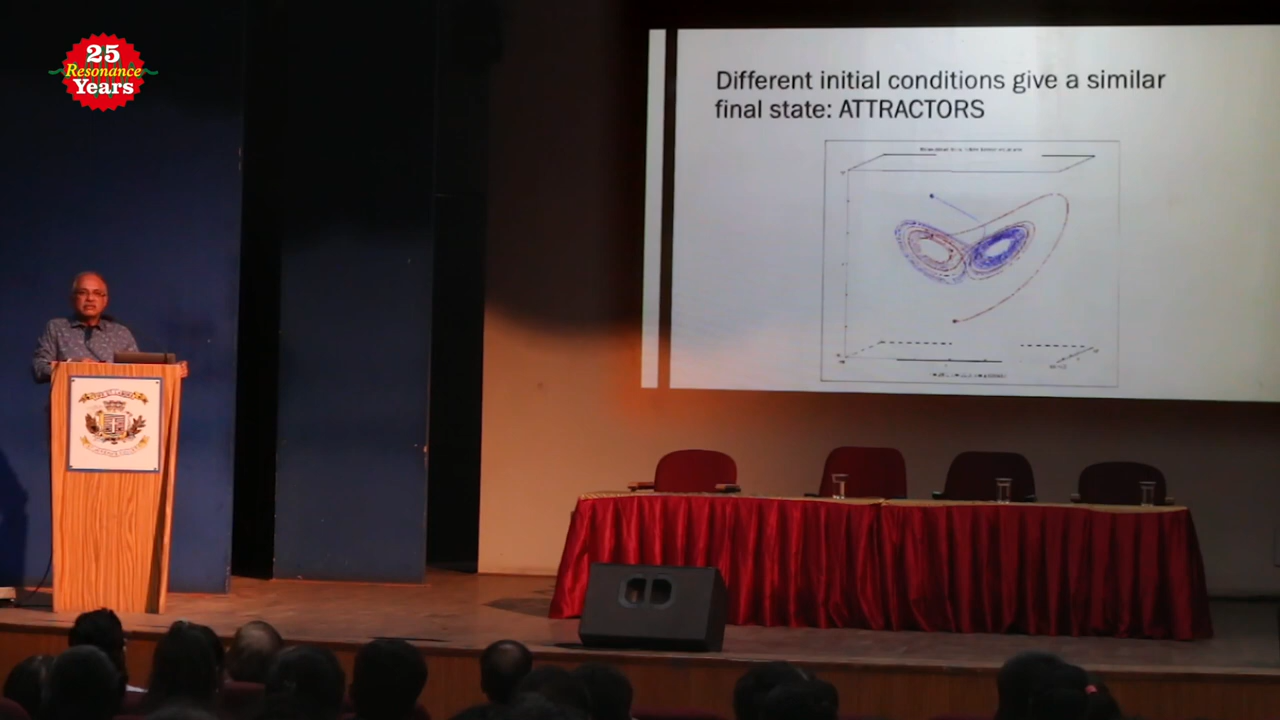 25
Resonance
Years
Different initial conditions give a similar
final state: ATTRACTORS